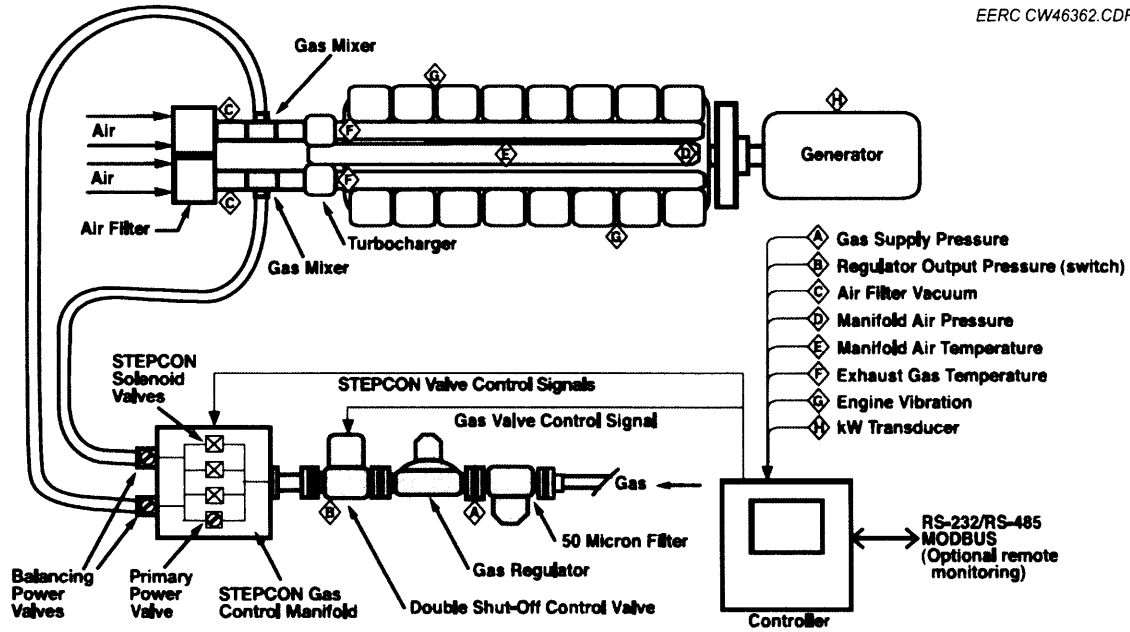 EERC CW46362.CDR
Gas Mixer
G
H
C
Air
F
E
D
Generator
Air
F
C
Air Filter
Turbocharger
G
Gas Mixer
A Gas Supply Pressure
B Regulator Output Pressure (switch)
C Air Filter Vacuum
D Manifold Air Pressure
E Manifold Air Temperature
F Exhaust Gas Temperature
G Engine Vibration
H kW Transducer
STEPCON
Solenoid
Valves
STEPCON Valve Control Signals
Gas Valve Control Signal
Gas
B
A
50 Micron Filter
Gas Regulator
Double Shut-Off Control Valve
Balancing
Power
Valves
Primary
Power
Valve
STEPCON Gas
Control Manifold
RS-232/RS-485
MODBUS
(Optional remote
monitoring)
Controller